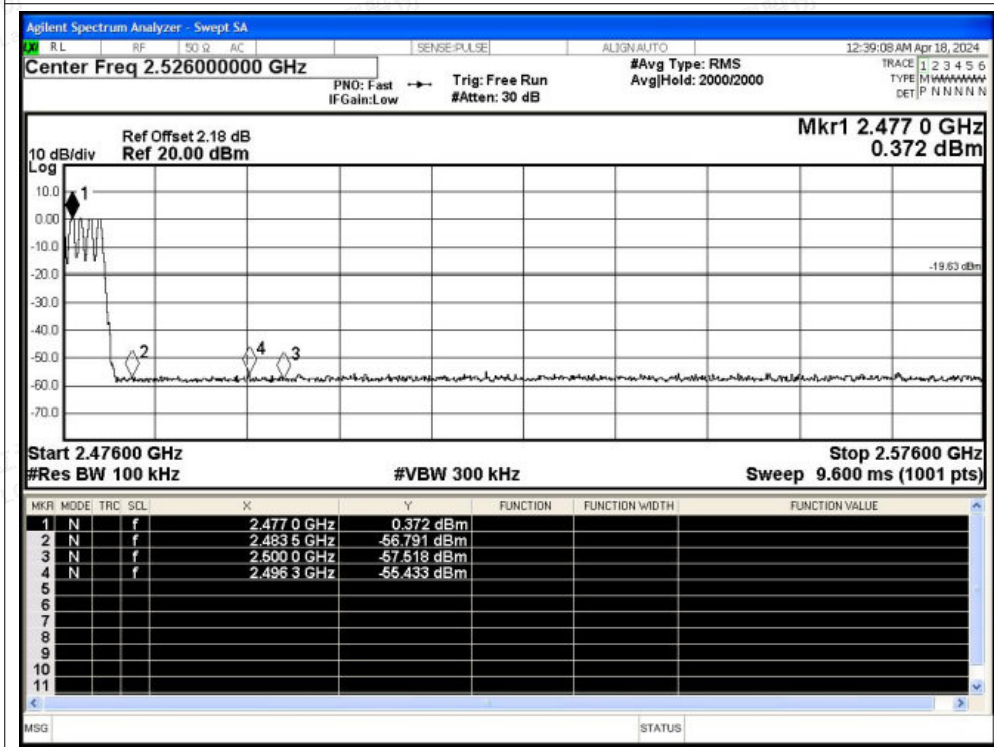 Agilent Spectrum Analyzer - Swept SA
RL RF 50 Ω AC SENSE:PULSE ALIGN AUTO 12:39:08 AM Apr 18, 2024
Center Freq 2.526000000 GHz #Avg Type: RMS TRACE 1 2 3 4 5 6
PNO: Fast Trig: Free Run Avg|Hold: 2000/2000 TYPE M
IFGain:Low #Atten: 30 dB DET P N N N N N
Mkr1 2.477 0 GHz
Ref Offset 2.18 dB
10 dB/div Ref 20.00 dBm 0.372 dBm
Log
10.0
1
0.00
-10.0
-19.63 dBm
-20.0
-30.0
-40.0
2 4 3
-50.0
-60.0
-70.0
Start 2.47600 GHz Stop 2.57600 GHz
#Res BW 100 kHz #VBW 300 kHz Sweep 9.600 ms (1001 pts)
MKR MODE TRC SCL X Y FUNCTION FUNCTION WIDTH FUNCTION VALUE
1 N f 2.477 0 GHz 0.372 dBm
2 N f 2.483 5 GHz -56.791 dBm
3 N f 2.500 0 GHz -57.518 dBm
4 N f 2.496 3 GHz -55.433 dBm
5
6
7
8
9
10
11
MSG STATUS